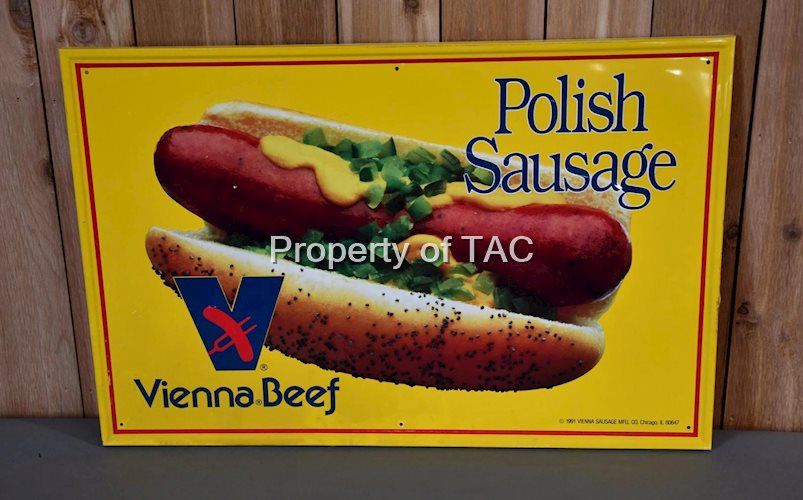 Polish
Sausage
Property of TAC
V
Vienna® Beef
®
© 1991 VIENNA SAUSAGE MFG. CO. Chicago, IL 60647